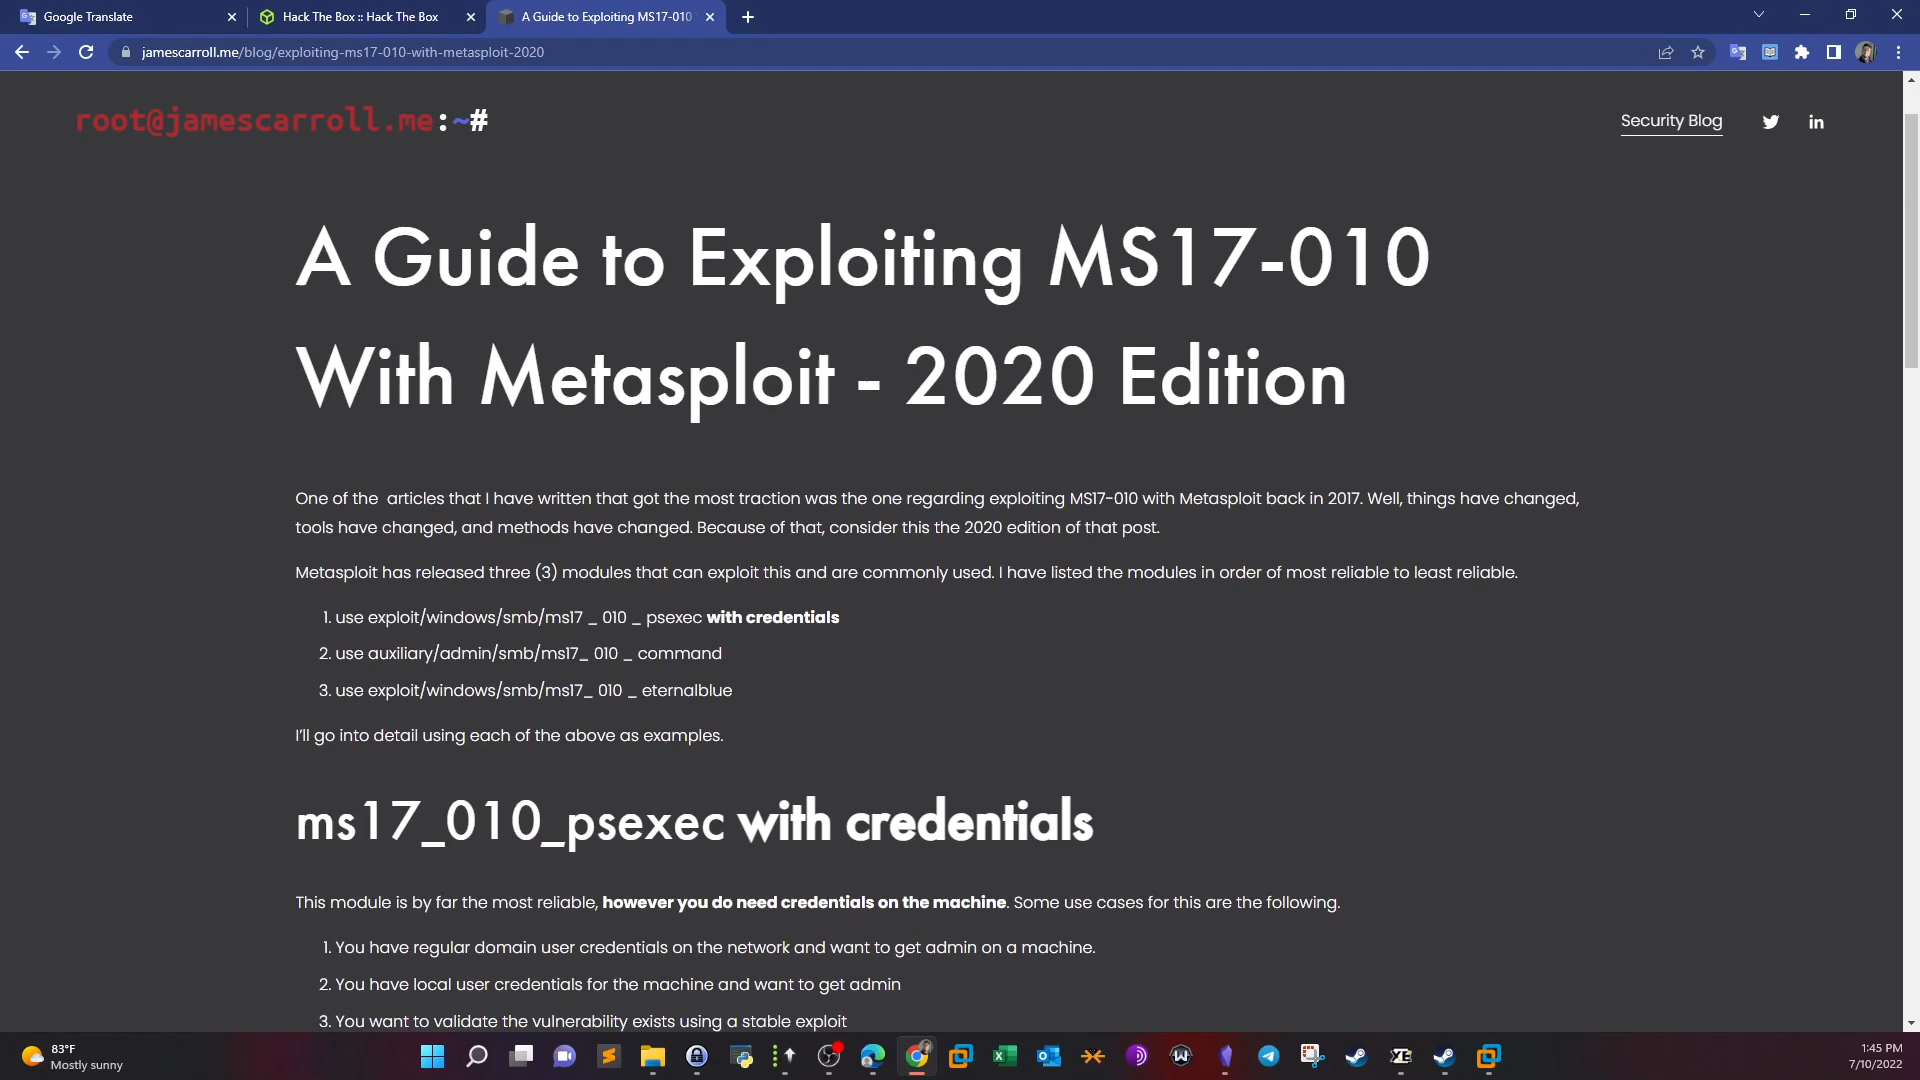 Google Translate
Hack The Box :: Hack The Box
A Guide to Exploiting MS17-010
jamescarroll.me/blog/exploiting-ms17-010-with-metasploit-2020
root@jamescarroll.me:~#
Security Blog
A Guide to Exploiting MS17-010
With Metasploit - 2020 Edition
One of the  articles that I have written that got the most traction was the one regarding exploiting MS17-010 with Metasploit back in 2017. Well, things have changed,
tools have changed, and methods have changed. Because of that, consider this the 2020 edition of that post.
Metasploit has released three (3) modules that can exploit this and are commonly used. I have listed the modules in order of most reliable to least reliable.
1. use exploit/windows/smb/ms17 _ 010 _ psexec with credentials
2. use auxiliary/admin/smb/ms17_ 010 _ command
3. use exploit/windows/smb/ms17_ 010 _ eternalblue
I'll go into detail using each of the above as examples.
ms17_010_psexec with credentials
This module is by far the most reliable, however you do need credentials on the machine. Some use cases for this are the following.
1. You have regular domain user credentials on the network and want to get admin on a machine.
2. You have local user credentials for the machine and want to get admin
3. You want to validate the vulnerability exists using a stable exploit
83°F
Mostly sunny
1:45 PM
7/10/2022